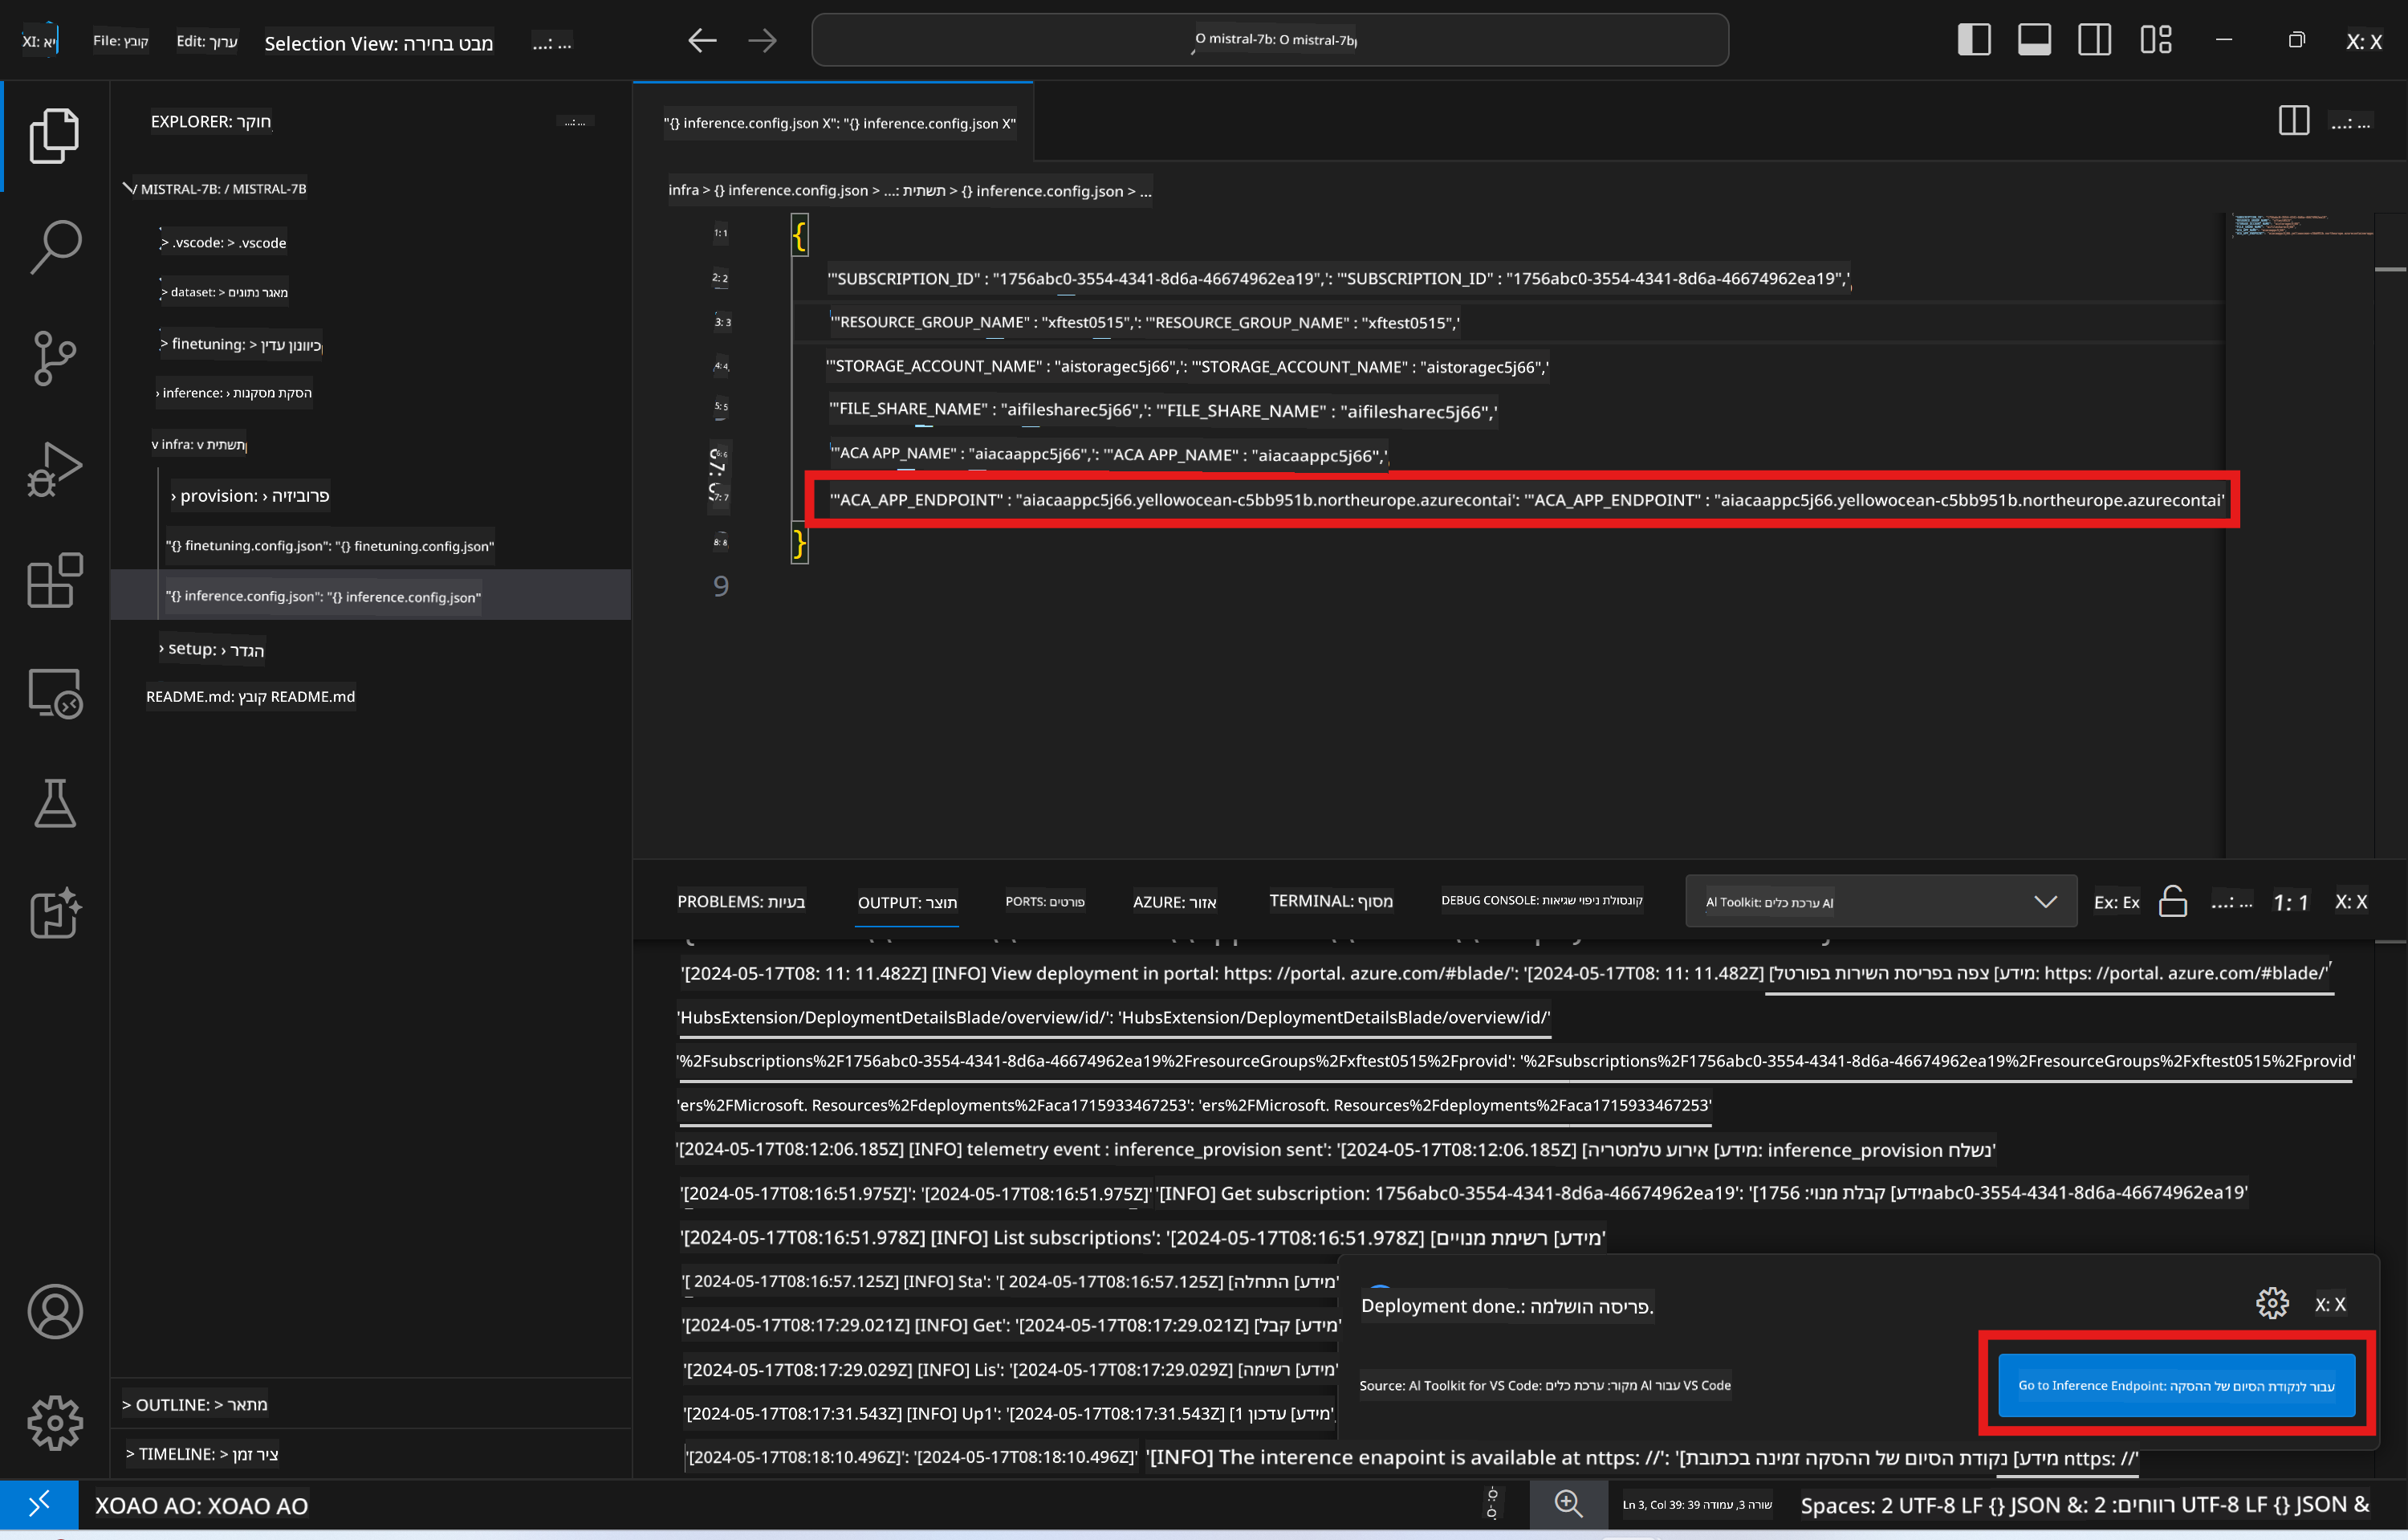 XI: יא
File: קובץ
Edit: ערוך
Selection View: מבט בחירה
...: ...
O mistral-7b: O mistral-7b
X: X
EXPLORER: חוקר
...: ...
/ MISTRAL-7B: / MISTRAL-7B
> .vscode: > .vscode
> dataset: > מאגר נתונים
> finetuning: > כיוונון עדין
› inference: › הסקת מסקנות
v infra: v תשתית
› provision: › פרוביזיה
"{} finetuning.config.json": "{} finetuning.config.json"
"{} inference.config.json": "{} inference.config.json"
› setup: › הגדר
README.md: קובץ README.md
> OUTLINE: > מתאר
> TIMELINE: > ציר זמן
"{} inference.config.json X": "{} inference.config.json X"
...: ...
infra > {} inference.config.json > ...: תשתית > {} inference.config.json > ...
1: 1 {
2: 2 '"SUBSCRIPTION_ID" : "1756abc0-3554-4341-8d6a-46674962ea19",': '"SUBSCRIPTION_ID" : "1756abc0-3554-4341-8d6a-46674962ea19",'
3: 3 '"RESOURCE_GROUP_NAME" : "xftest0515",': '"RESOURCE_GROUP_NAME" : "xftest0515",'
4: 4 '"STORAGE_ACCOUNT_NAME" : "aistoragec5j66",': '"STORAGE_ACCOUNT_NAME" : "aistoragec5j66",'
5: 5 '"FILE_SHARE_NAME" : "aifilesharec5j66",': '"FILE_SHARE_NAME" : "aifilesharec5j66",'
6: 6 '"ACA APP_NAME" : "aiacaappc5j66",': '"ACA APP_NAME" : "aiacaappc5j66",'
7: 7 '"ACA_APP_ENDPOINT" : "aiacaappc5j66.yellowocean-c5bb951b.northeurope.azurecontai': '"ACA_APP_ENDPOINT" : "aiacaappc5j66.yellowocean-c5bb951b.northeurope.azurecontai'
8: 8 }
9
PROBLEMS: בעיות
OUTPUT: תוצר
PORTS: פורטים
AZURE: אזור
TERMINAL: מסוף
DEBUG CONSOLE: קונסולת ניפוי שגיאות
AI Toolkit: ערכת כלים AI
Ex: Ex
...: ...
1: 1
X: X
'[2024-05-17T08: 11: 11.482Z] [INFO] View deployment in portal: https: //portal. azure.com/#blade/': '[2024-05-17T08: 11: 11.482Z] [מידע] צפה בפריסת השירות בפורטל: https: //portal. azure.com/#blade/'
'HubsExtension/DeploymentDetailsBlade/overview/id/': 'HubsExtension/DeploymentDetailsBlade/overview/id/'
'%2Fsubscriptions%2F1756abc0-3554-4341-8d6a-46674962ea19%2FresourceGroups%2Fxftest0515%2Fprovid': '%2Fsubscriptions%2F1756abc0-3554-4341-8d6a-46674962ea19%2FresourceGroups%2Fxftest0515%2Fprovid'
'ers%2FMicrosoft. Resources%2Fdeployments%2Faca1715933467253': 'ers%2FMicrosoft. Resources%2Fdeployments%2Faca1715933467253'
'[2024-05-17T08:12:06.185Z] [INFO] telemetry event : inference_provision sent': '[2024-05-17T08:12:06.185Z] [מידע] אירוע טלמטריה: inference_provision נשלח'
'[2024-05-17T08:16:51.975Z]': '[2024-05-17T08:16:51.975Z]' '[INFO] Get subscription: 1756abc0-3554-4341-8d6a-46674962ea19': '[מידע] קבלת מנוי: 1756abc0-3554-4341-8d6a-46674962ea19'
'[2024-05-17T08:16:51.978Z] [INFO] List subscriptions': '[2024-05-17T08:16:51.978Z] [מידע] רשימת מנויים'
'[ 2024-05-17T08:16:57.125Z] [INFO] Sta': '[ 2024-05-17T08:16:57.125Z] [מידע] התחלה'
'[2024-05-17T08:17:29.021Z] [INFO] Get': '[2024-05-17T08:17:29.021Z] [מידע] קבל'
'[2024-05-17T08:17:29.029Z] [INFO] Lis': '[2024-05-17T08:17:29.029Z] [מידע] רשימה'
'[2024-05-17T08:17:31.543Z] [INFO] Up1': '[2024-05-17T08:17:31.543Z] [מידע] עדכון 1'
'[2024-05-17T08:18:10.496Z]': '[2024-05-17T08:18:10.496Z]' '[INFO] The interence enapoint is available at nttps: //': '[מידע] נקודת הסיום של ההסקה זמינה בכתובת nttps: //'
Deployment done.: פריסה הושלמה.
X: X
Source: AI Toolkit for VS Code: מקור: ערכת כלים AI עבור VS Code
Go to Inference Endpoint: עבור לנקודת הסיום של ההסקה
XOAO AO: XOAO AO
Ln 3, Col 39: שורה 3, עמודה 39
Spaces: 2 UTF-8 LF {} JSON &: רווחים: 2 UTF-8 LF {} JSON &